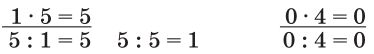 1 · 5 = 5
5 : 1 = 5  5 : 5 = 1
0 · 4 = 0
0 : 4 = 0